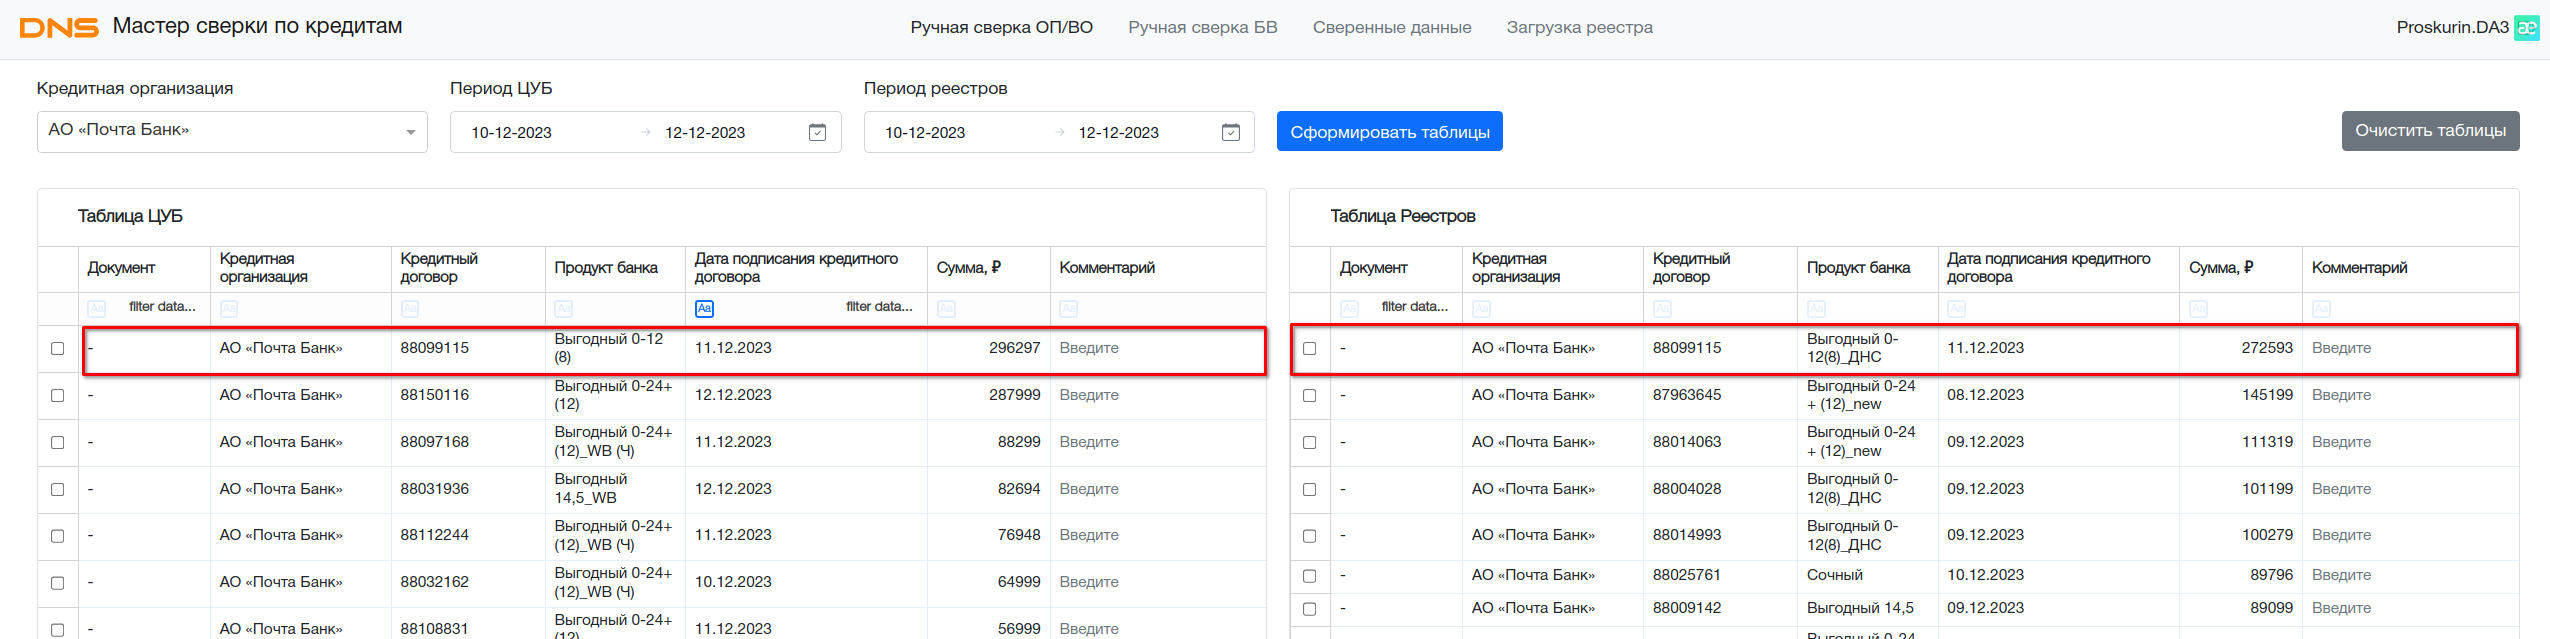 DNS Мастер сверки по кредитам Ручная сверка ОП/ВО Ручная сверка БВ Сверенные данные Загрузка реестра Proskurin.DA3
Кредитная организация Период ЦУБ Период реестров
АО «Почта Банк» 10-12-2023 → 12-12-2023 10-12-2023 → 12-12-2023 Сформировать таблицы Очистить таблицы
Таблица ЦУБ
Документ Кредитная организация Кредитный договор Продукт банка Дата подписания кредитного договора Сумма, ₽ Комментарий
Aa filter data... Aa Aa Aa Aa filter data... Aa Aa
- АО «Почта Банк» 88099115 Выгодный 0-12 (8) 11.12.2023 296297 Введите
- АО «Почта Банк» 88150116 Выгодный 0-24+ (12) 12.12.2023 287999 Введите
- АО «Почта Банк» 88097168 Выгодный 0-24+ (12)_WB (Ч) 11.12.2023 88299 Введите
- АО «Почта Банк» 88031936 Выгодный 14,5_WB 12.12.2023 82694 Введите
- АО «Почта Банк» 88112244 Выгодный 0-24+ (12)_WB (Ч) 11.12.2023 76948 Введите
- АО «Почта Банк» 88032162 Выгодный 0-24+ (12)_WB (Ч) 10.12.2023 64999 Введите
- АО «Почта Банк» 88108831 Выгодный 0-24+ (12) 11.12.2023 56999 Введите
Таблица Реестров
Документ Кредитная организация Кредитный договор Продукт банка Дата подписания кредитного договора Сумма, ₽ Комментарий
Aa filter data... Aa Aa Aa Aa Aa Aa
- АО «Почта Банк» 88099115 Выгодный 0-12(8)_ДНС 11.12.2023 272593 Введите
- АО «Почта Банк» 87963645 Выгодный 0-24 + (12)_new 08.12.2023 145199 Введите
- АО «Почта Банк» 88014063 Выгодный 0-24 + (12)_new 09.12.2023 111319 Введите
- АО «Почта Банк» 88004028 Выгодный 0-12(8)_ДНС 09.12.2023 101199 Введите
- АО «Почта Банк» 88014993 Выгодный 0-12(8)_ДНС 09.12.2023 100279 Введите
- АО «Почта Банк» 88025761 Сочный 10.12.2023 89796 Введите
- АО «Почта Банк» 88009142 Выгодный 14,5 09.12.2023 89099 Введите
Выгодный 0-24